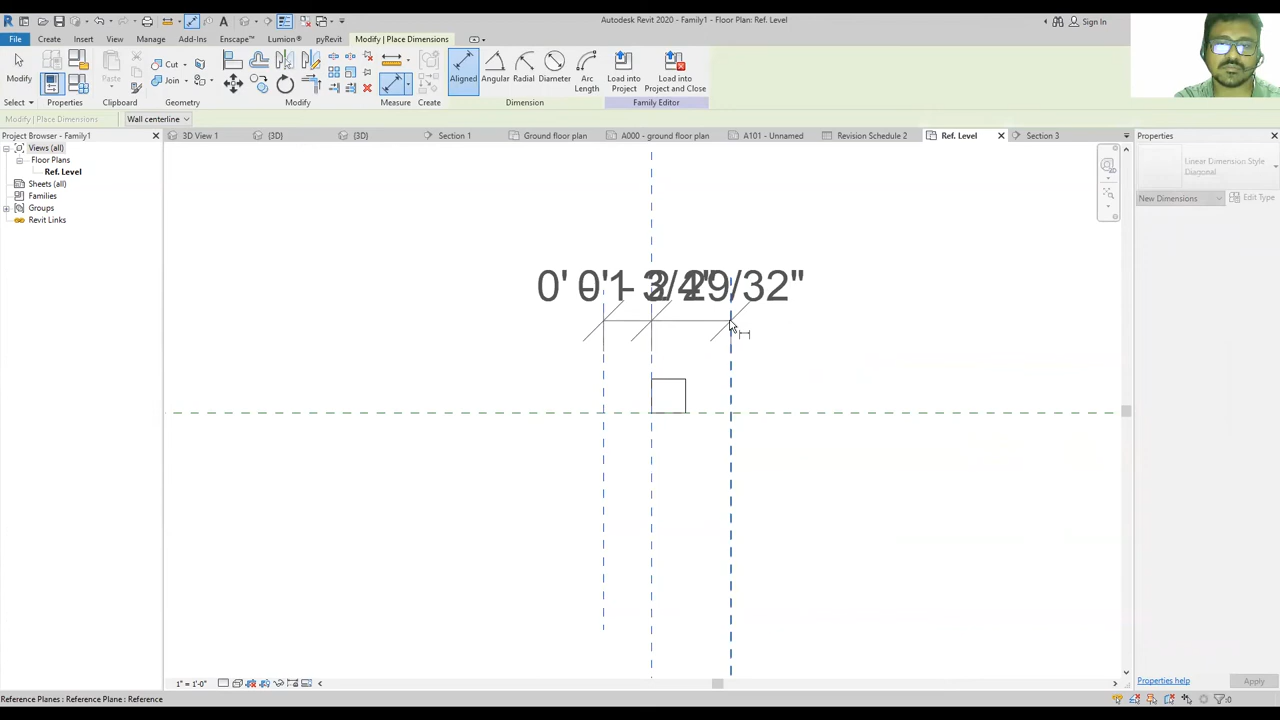 Autodesk Revit 2020 - Family1 - Floor Plan: Ref. Level
Sign In
File Create Insert View Manage Add-Ins Enscape™ Lumion® pyRevit Modify | Place Dimensions
Modify
Paste
Cut
Join
Aligned Angular Radial Diameter Arc Length
Load into Project
Load into Project and Close
Select Properties Clipboard Geometry Modify Measure Create Dimension Family Editor
Modify | Place Dimensions Wall centerline
Project Browser - Family1
3D View 1 {3D} {3D} Section 1 Ground floor plan A000 - ground floor plan A101 - Unnamed Revision Schedule 2 Ref. Level Section 3
Properties
Views (all)
Floor Plans
Ref. Level
Sheets (all)
Families
Groups
Revit Links
Linear Dimension Style
Diagonal
New Dimensions Edit Type
1" = 1'-0"
Properties help Apply
Reference Planes : Reference Plane : Reference
:0